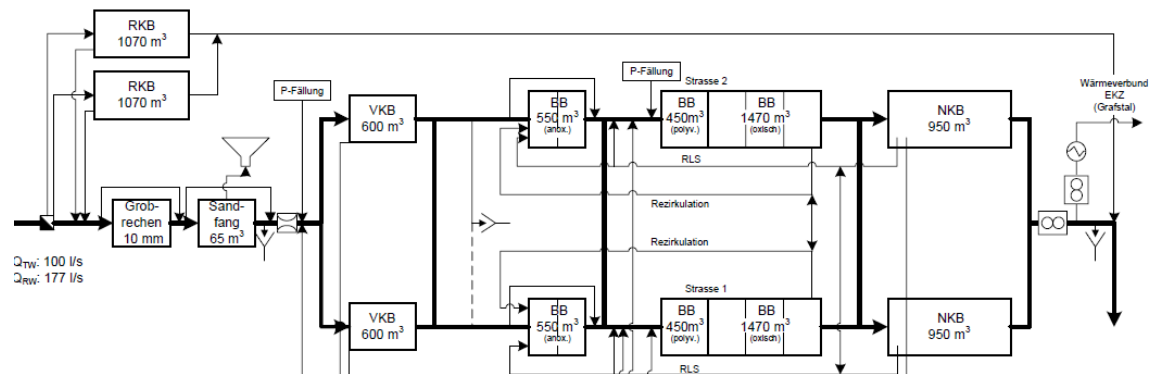 RKB
1070 m³
RKB
1070 m³
P-Fällung
P-Fällung
Strasse 2
Wärmeverbund
EKZ
(Grafstal)
VKB
600 m³
BB
550 m³
(anox.)
BB
450m³
(polyv.)
BB
1470 m³
(oxisch)
NKB
950 m³
RLS
Grob-
rechen
10 mm
Sand-
fang
65 m³
Rezirkulation
Rezirkulation
Q_TW: 100 l/s
Q_RW: 177 l/s
Strasse 1
VKB
600 m³
BB
550 m³
(anox.)
BB
450m³
(polyv.)
BB
1470 m³
(oxisch)
NKB
950 m³
RLS